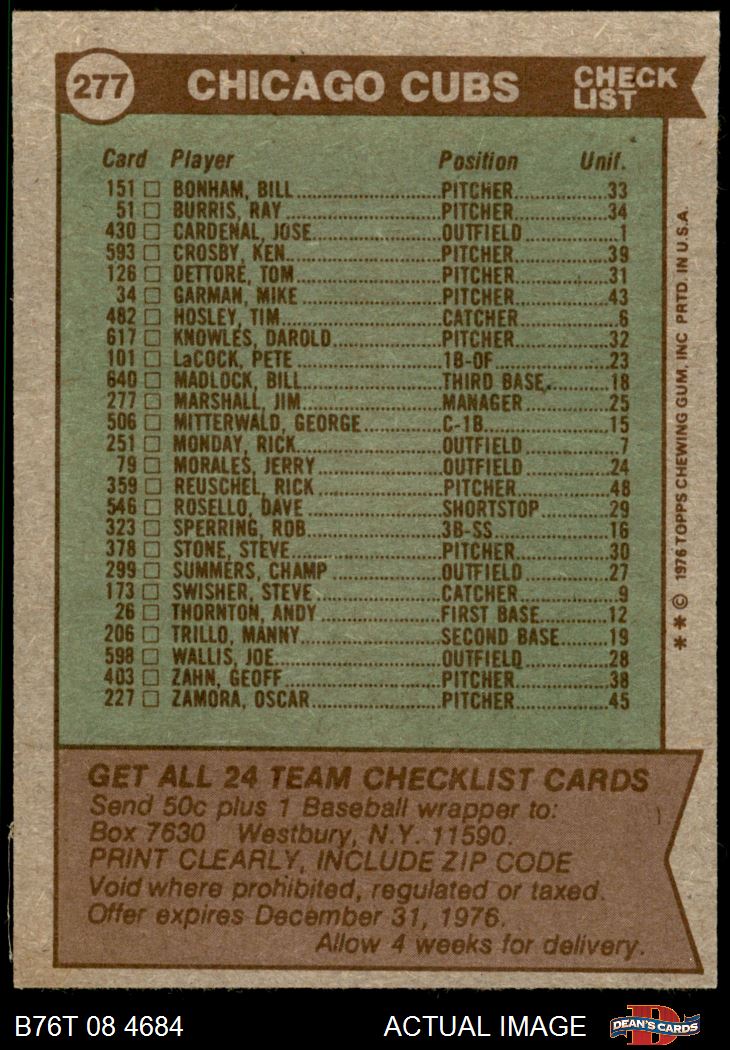 277 CHICAGO CUBS CHECK LIST
Card Player Position Unif.
151 □ BONHAM, BILL PITCHER 33
51 □ BURRIS, RAY PITCHER 34
430 □ CARDENAL, JOSE OUTFIELD 1
593 □ CROSBY, KEN PITCHER 39
126 □ DETTORE, TOM PITCHER 31
34 □ GARMAN, MIKE PITCHER 43
482 □ HOSLEY, TIM CATCHER 6
617 □ KNOWLES, DAROLD PITCHER 32
101 □ LaCOCK, PETE 1B-OF 23
640 □ MADLOCK, BILL THIRD BASE 18
277 □ MARSHALL, JIM MANAGER 25
506 □ MITTERWALD, GEORGE C-1B 15
251 □ MONDAY, RICK OUTFIELD 7
79 □ MORALES, JERRY OUTFIELD 24
359 □ REUSCHEL, RICK PITCHER 48
546 □ ROSELLO, DAVE SHORTSTOP 29
323 □ SPERRING, ROB 3B-SS 16
378 □ STONE, STEVE PITCHER 30
299 □ SUMMERS, CHAMP OUTFIELD 27
173 □ SWISHER, STEVE CATCHER 9
26 □ THORNTON, ANDY FIRST BASE 12
206 □ TRILLO, MANNY SECOND BASE 19
598 □ WALLIS, JOE OUTFIELD 28
403 □ ZAHN, GEOFF PITCHER 38
227 □ ZAMORA, OSCAR PITCHER 45
* * © 1976 TOPPS CHEWING GUM, INC PRTD. IN U.S.A.
GET ALL 24 TEAM CHECKLIST CARDS
Send 50c plus 1 Baseball wrapper to:
Box 7630 Westbury, N.Y. 11590.
PRINT CLEARLY, INCLUDE ZIP CODE
Void where prohibited, regulated or taxed.
Offer expires December 31, 1976.
Allow 4 weeks for delivery.
B76T 08 4684 ACTUAL IMAGE
D
DEAN'S CARDS